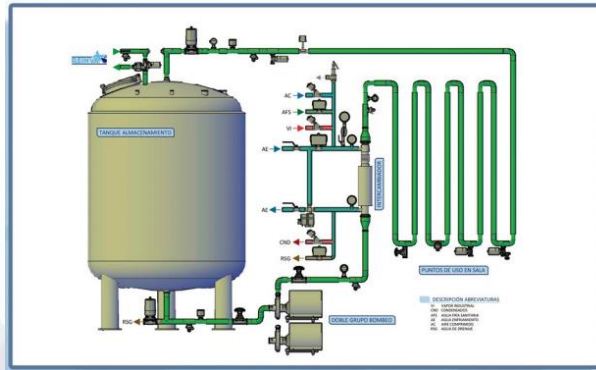 AC
AFS
VI
TANQUE ALMACENAMIENTO
AE
INTERCAMBIADOR
AE
CND
RSG
PUNTOS DE USO EN SALA
DOBLE GRUPO BOMBEO
RSG
DESCRIPCIÓN ABREVIATURAS
VI VAPOR INDUSTRIAL
CND CONDENSADOS
AFS AGUA FRIA SANITARIA
AE AGUA ENFRIAMIENTO
AC AIRE COMPRIMIDO
RSG AGUA DE DRENAJE